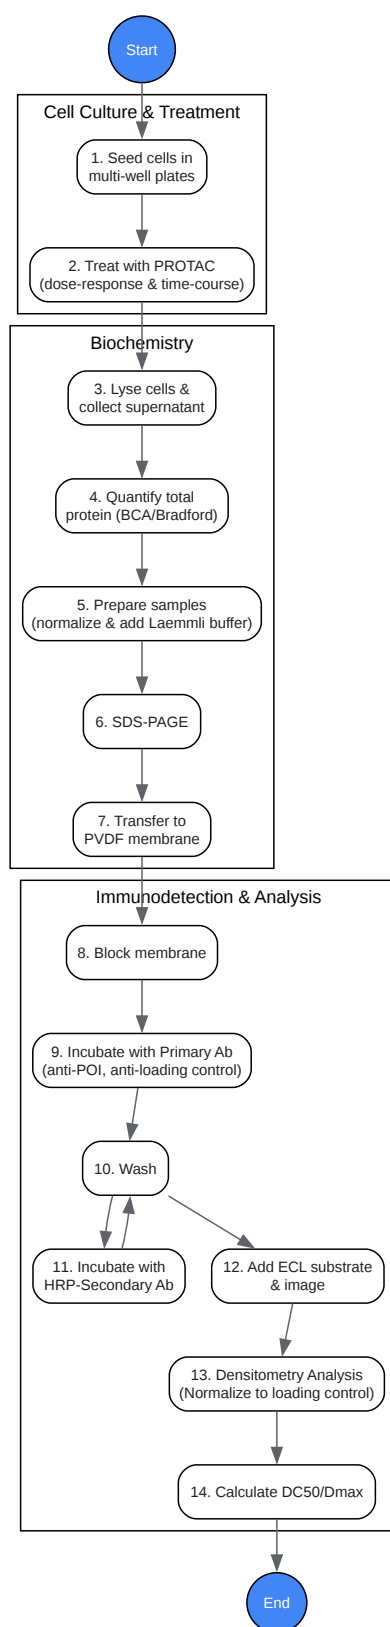 Start
Cell Culture & Treatment
1. Seed cells in
multi-well plates
2. Treat with PROTAC
(dose-response & time-course)
Biochemistry
3. Lyse cells &
collect supernatant
4. Quantify total
protein (BCA/Bradford)
5. Prepare samples
(normalize & add Laemmli buffer)
6. SDS-PAGE
7. Transfer to
PVDF membrane
Immunodetection & Analysis
8. Block membrane
9. Incubate with Primary Ab
(anti-POI, anti-loading control)
10. Wash
11. Incubate with
HRP-Secondary Ab
12. Add ECL substrate
& image
13. Densitometry Analysis
(Normalize to loading control)
14. Calculate DC50/Dmax
End